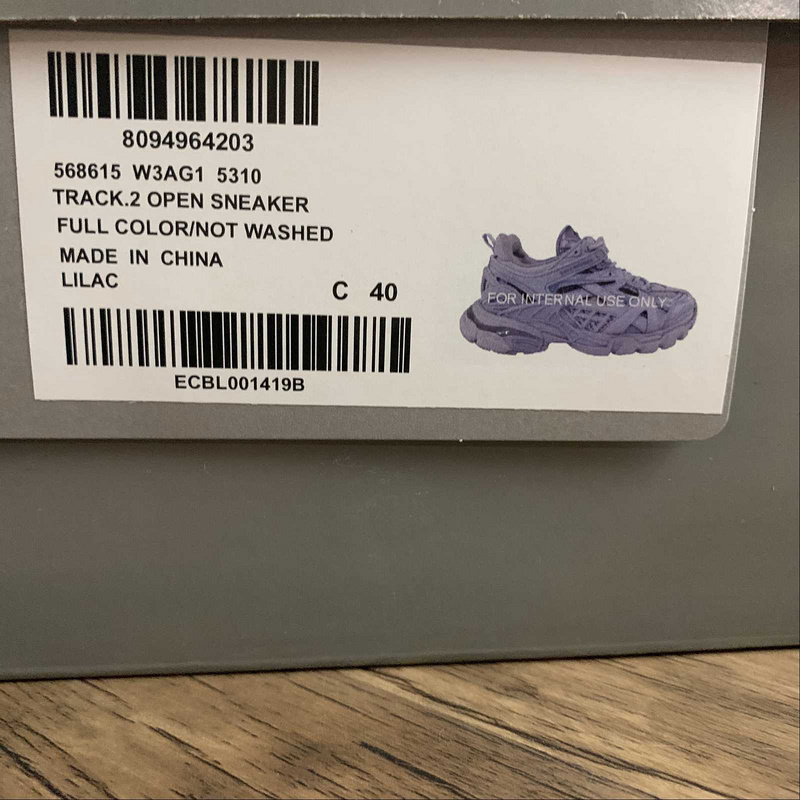 8094964203
568615 W3AG1 5310
TRACK.2 OPEN SNEAKER
FULL COLOR/NOT WASHED
MADE IN CHINA
LILAC
C 40
ECBL001419B
FOR INTERNAL USE ONLY